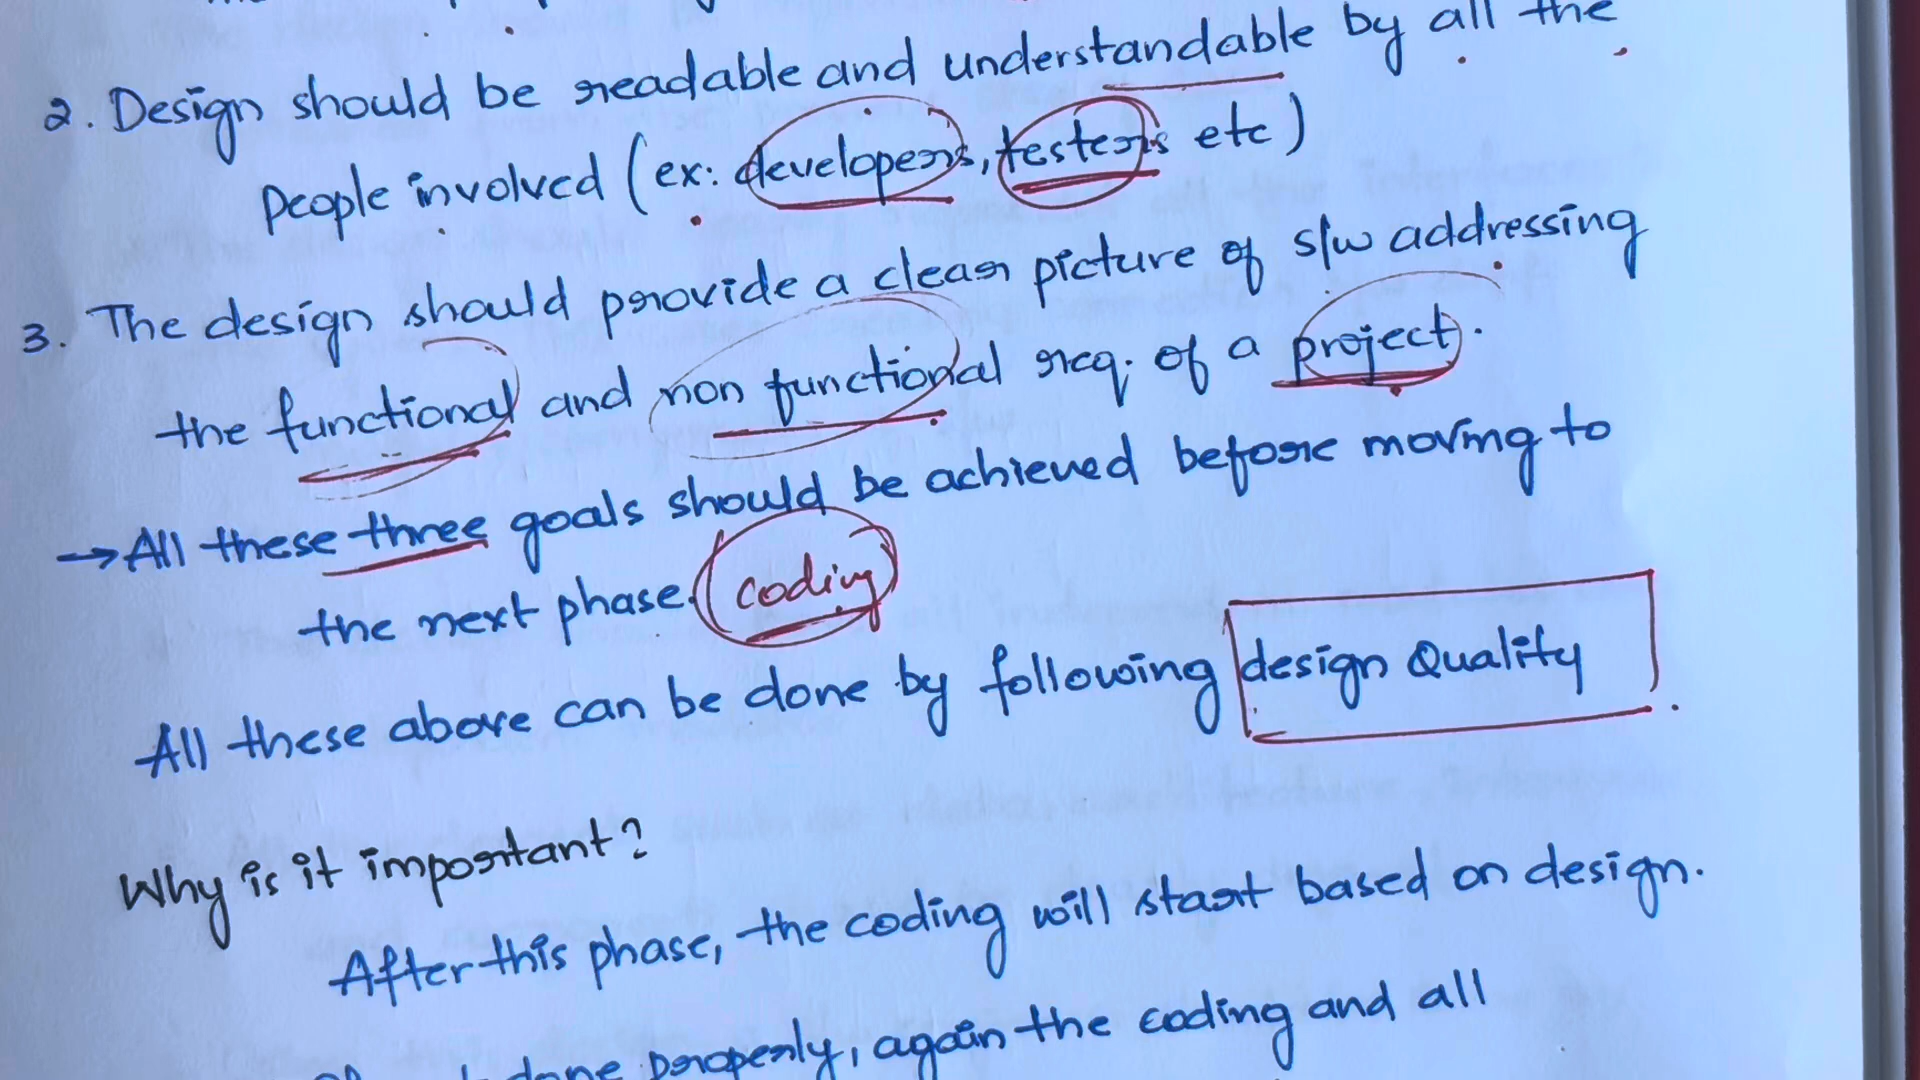 2. Design should be readable and understandable by all the
People involved (ex: developers, testers etc)
3. The design should provide a clear picture of s/w addressing
the functional and non functional req. of a project.
→ All these three goals should be achieved before moving to
the next phase. (coding
All these above can be done by following design Quality.
Why is it important?
After this phase, the coding will start based on design.
done properly, again the coding and all